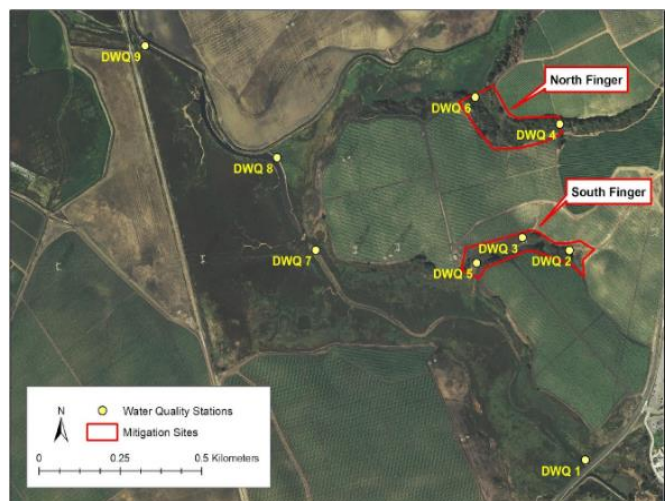 DWQ 9
North Finger
DWQ 6
DWQ 4
DWQ 8
South Finger
DWQ 3
DWQ 7
DWQ 5
DWQ 2
N
Water Quality Stations
Mitigation Sites
0 0.25 0.5 Kilometers
DWQ 1